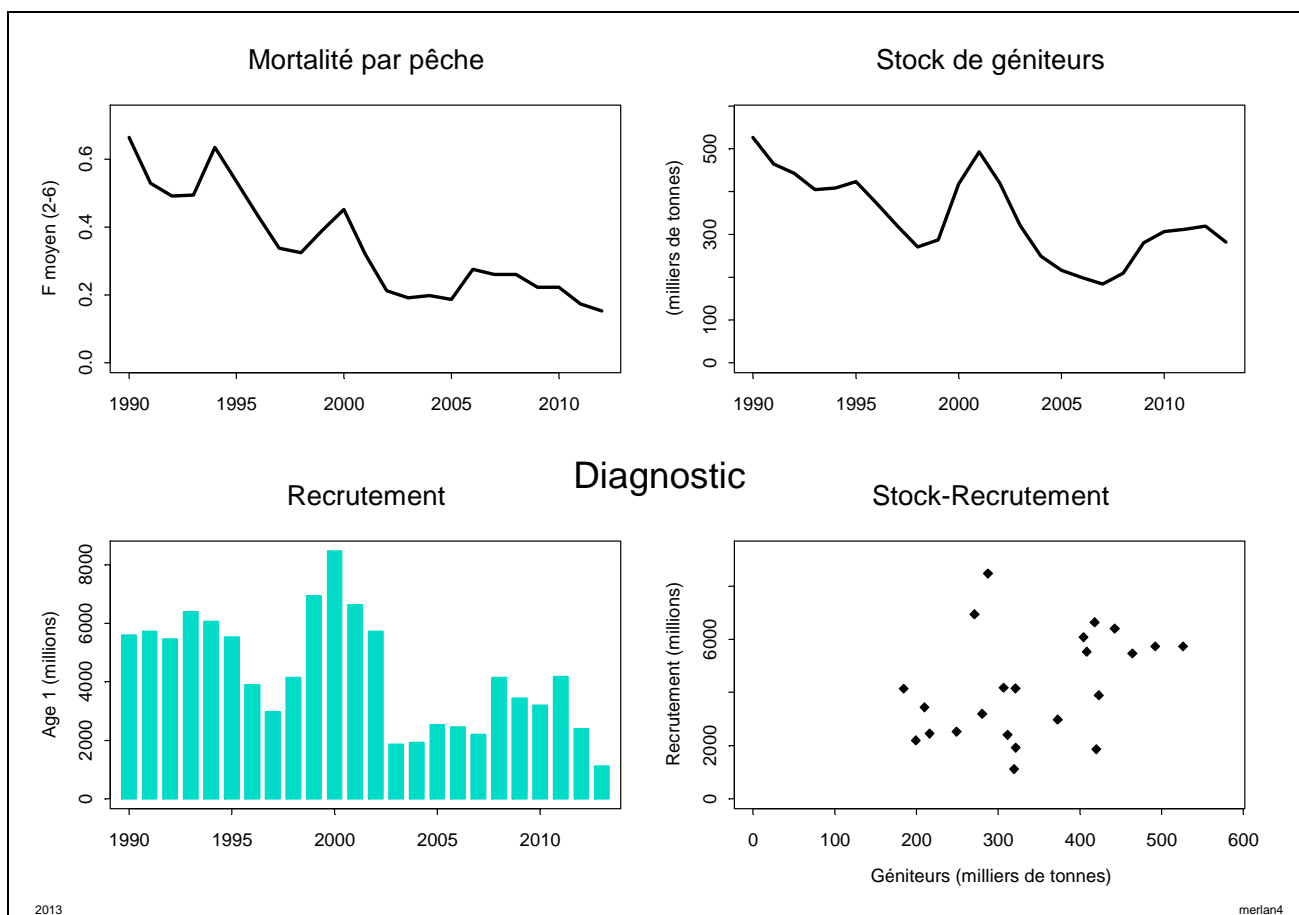 Mortalité par pêche
F moyen (2-6)
0.0 0.2 0.4 0.6
1990 1995 2000 2005 2010
Stock de géniteurs
(milliers de tonnes)
0 100 300 500
1990 1995 2000 2005 2010
Diagnostic
Recrutement
Age 1 (millions)
0 2000 4000 6000 8000
1990 1995 2000 2005 2010
Stock-Recrutement
Recrutement (millions)
0 2000 6000
0 100 200 300 400 500 600
Géniteurs (milliers de tonnes)
2013
merlan4